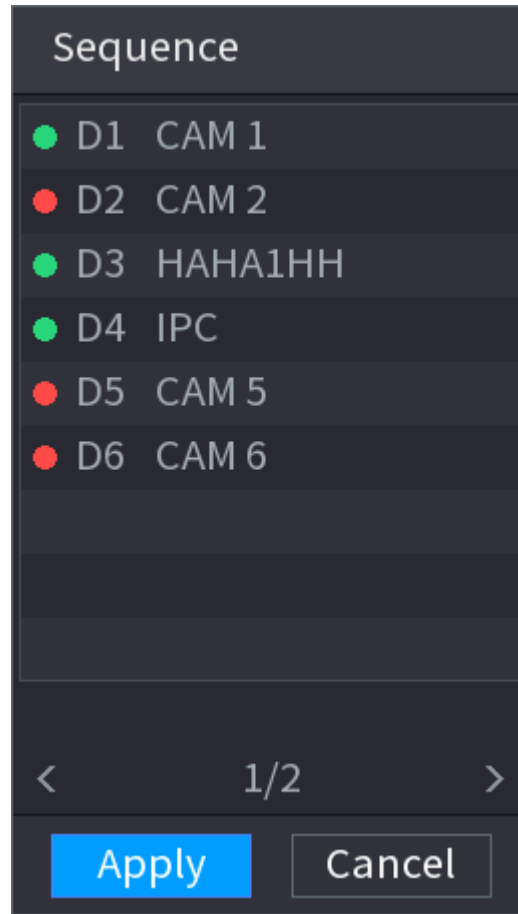 Sequence
D1 CAM 1
D2 CAM 2
D3 HAHA1HH
D4 IPC
D5 CAM 5
D6 CAM 6
< 1/2 >
Apply Cancel